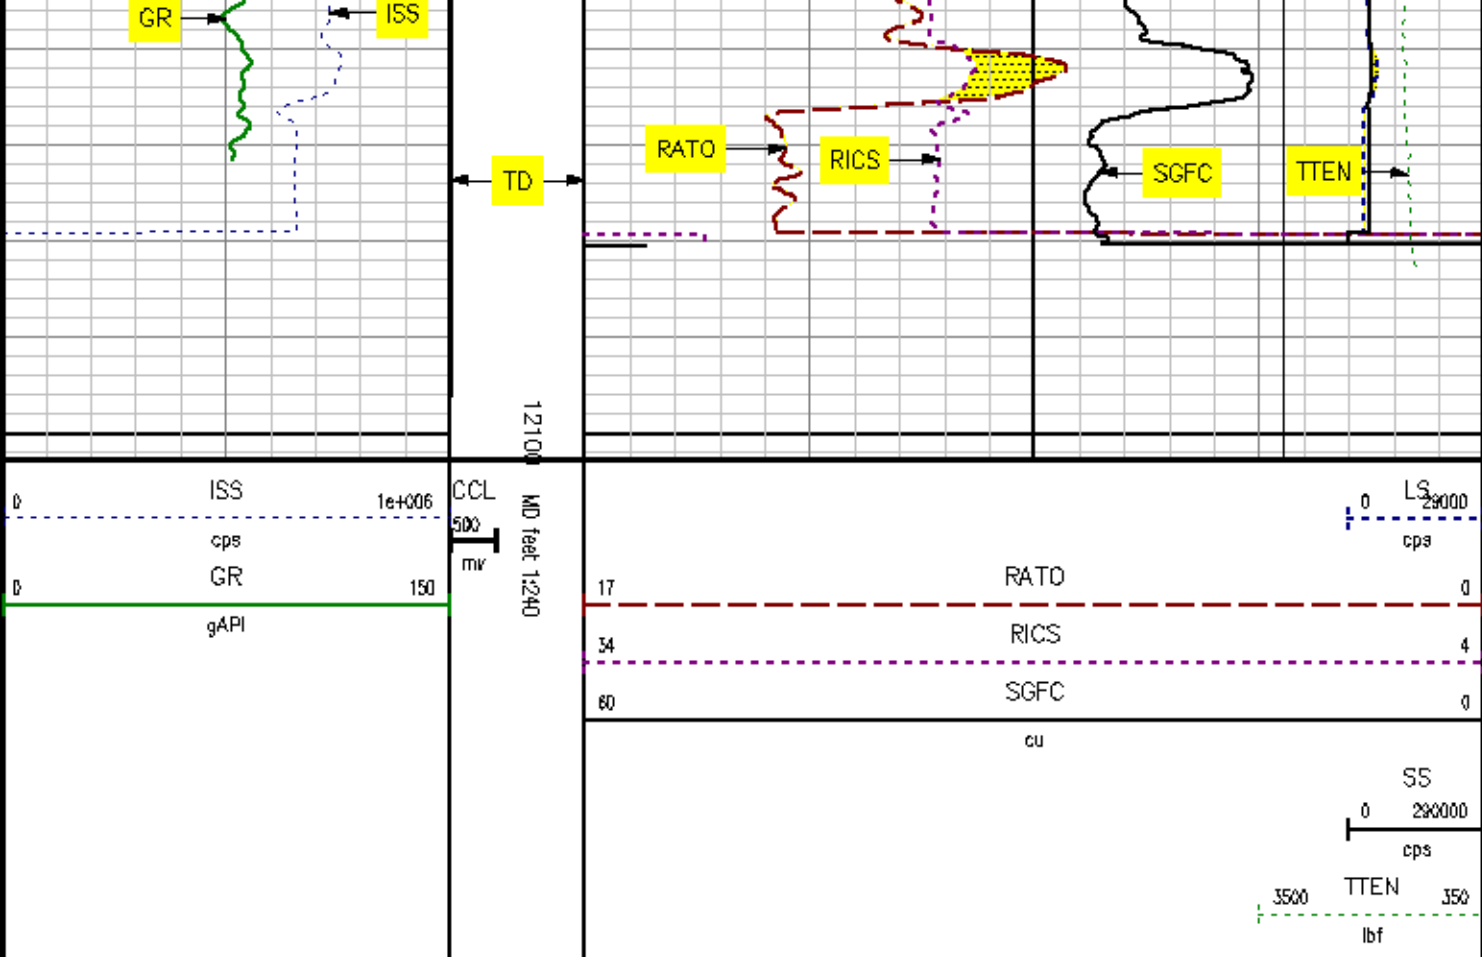 GR
ISS
RATO
RICS
SGFC
TTEN
TD
12100 MD feet 1:240
ISS
0 1e+006
cps
GR
0 150
gAPI
CCL
500
mv
LS
0 29000
cps
RATO
17 0
RICS
34 4
SGFC
60 0
cu
SS
0 290000
cps
TTEN
3500 350
lbf